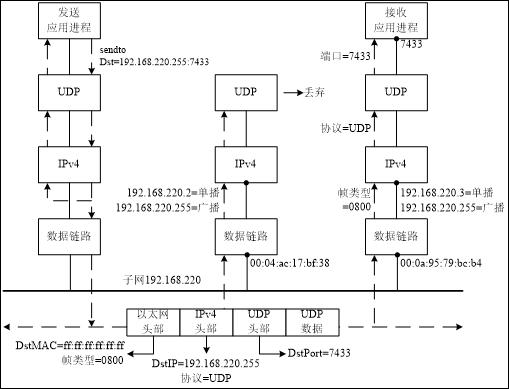 发送
应用进程
sendto
Dst=192.168.220.255:7433
UDP
IPv4
数据链路
UDP
丢弃
IPv4
192.168.220.2=单播
192.168.220.255=广播
数据链路
00:04:ac:17:bf:38
接收
应用进程
7433
端口=7433
UDP
协议=UDP
IPv4
帧类型
=0800
192.168.220.3=单播
192.168.220.255=广播
数据链路
00:0a:95:79:bc:b4
子网192.168.220
以太网
头部
IPv4
头部
UDP
头部
UDP
数据
DstMAC=ff:ff:ff:ff:ff:ff
帧类型=0800
DstIP=192.168.220.255
协议=UDP
DstPort=7433